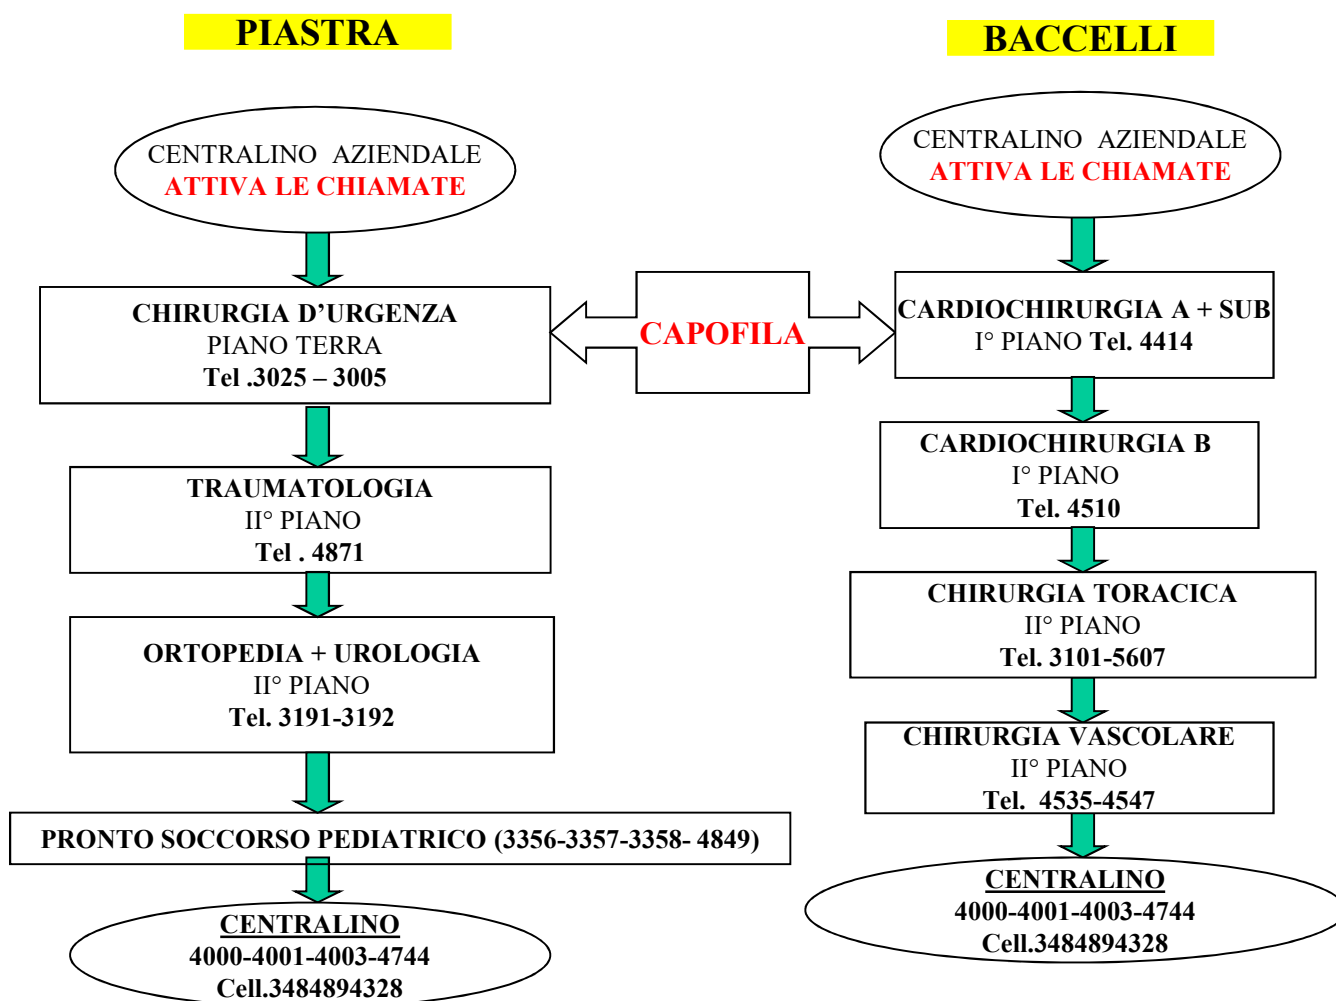 PIASTRA
CENTRALINO AZIENDALE
ATTIVA LE CHIAMATE
CHIRURGIA D’URGENZA
PIANO TERRA
Tel .3025 – 3005
TRAUMATOLOGIA
II° PIANO
Tel . 4871
ORTOPEDIA + UROLOGIA
II° PIANO
Tel. 3191-3192
PRONTO SOCCORSO PEDIATRICO (3356-3357-3358- 4849)
CENTRALINO
4000-4001-4003-4744
Cell.3484894328
CAPOFILA
BACCELLI
CENTRALINO AZIENDALE
ATTIVA LE CHIAMATE
CARDIOCHIRURGIA A + SUB
I° PIANO Tel. 4414
CARDIOCHIRURGIA B
I° PIANO
Tel. 4510
CHIRURGIA TORACICA
II° PIANO
Tel. 3101-5607
CHIRURGIA VASCOLARE
II° PIANO
Tel. 4535-4547
CENTRALINO
4000-4001-4003-4744
Cell.3484894328